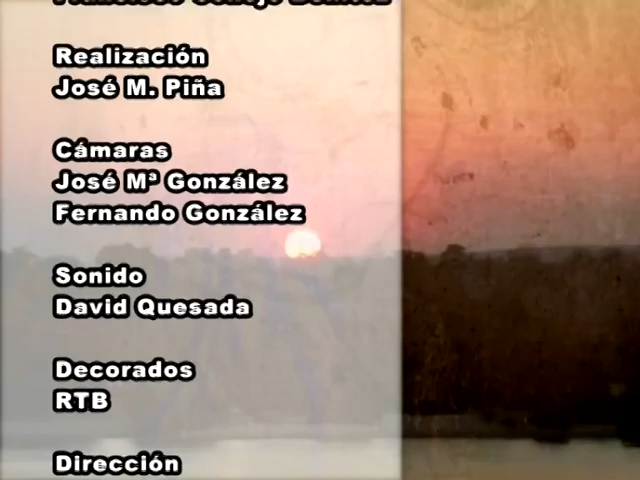 Realización
José M. Piña
Cámaras
José Mª González
Fernando González
Sonido
David Quesada
Decorados
RTB
Dirección